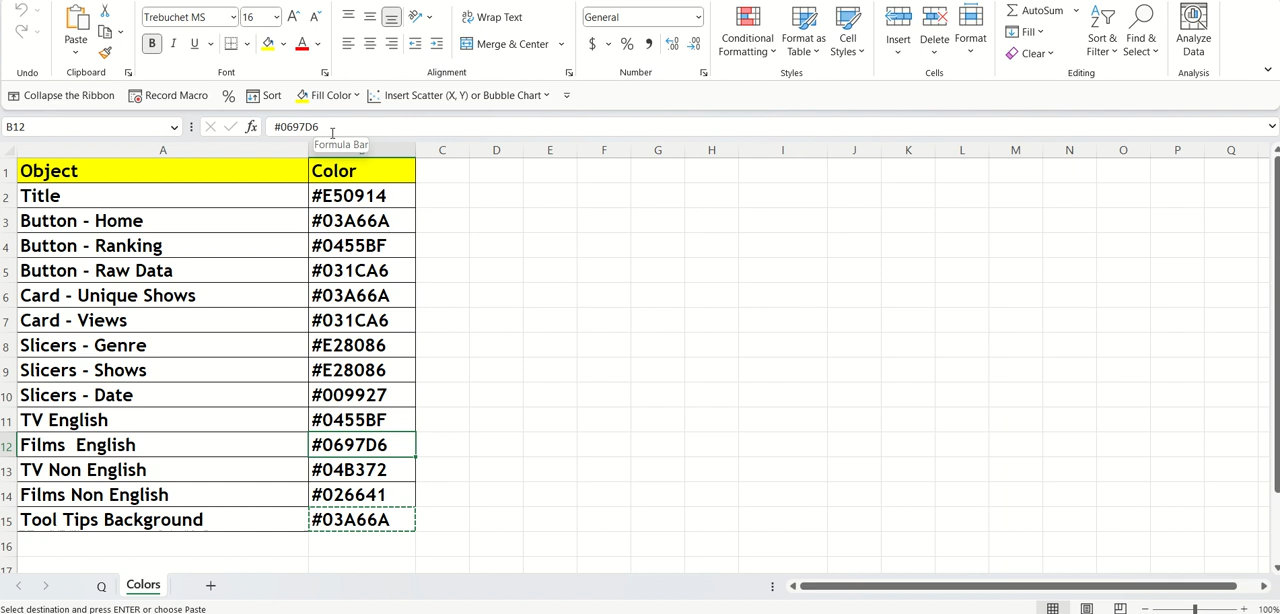 Trebuchet MS 16 A^ A˅ Wrap Text General AutoSum
Paste B I U A Merge & Center $ % Conditional Formatting Format as Table Cell Styles Insert Delete Format Fill Clear Sort & Filter Find & Select Analyze Data
Undo Clipboard Font Alignment Number Styles Cells Editing Analysis
Collapse the Ribbon Record Macro Sort Fill Color Insert Scatter (X, Y) or Bubble Chart
B12 fx #0697D6
Formula Bar
A C D E F G H I J K L M N O P Q
1 Object Color
2 Title #E50914
3 Button - Home #03A66A
4 Button - Ranking #0455BF
5 Button - Raw Data #031CA6
6 Card - Unique Shows #03A66A
7 Card - Views #031CA6
8 Slicers - Genre #E28086
9 Slicers - Shows #E28086
10 Slicers - Date #009927
11 TV English #0455BF
12 Films  English #0697D6
13 TV Non English #04B372
14 Films Non English #026641
15 Tool Tips Background #03A66A
16
17
Q Colors
Select destination and press ENTER or choose Paste 100%